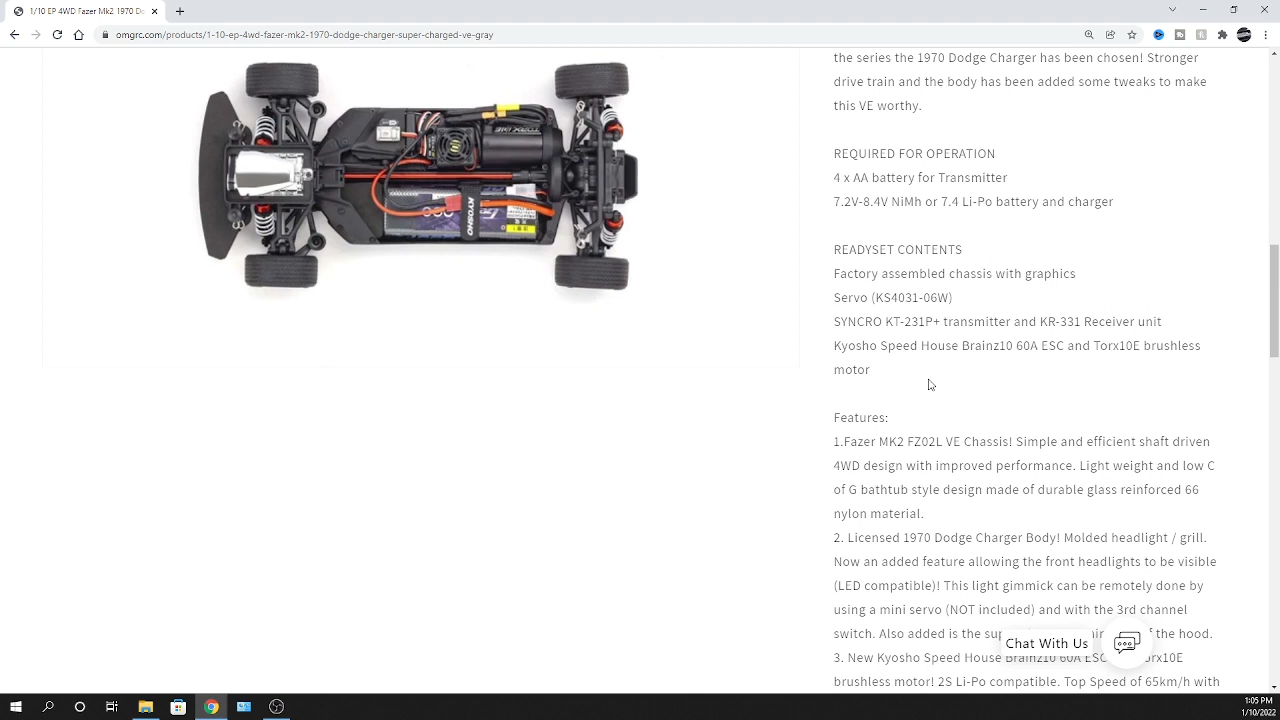 1/10 EP 4WD Fazer Mk2 1970 Do
omgrc.com/products/1-10-ep-4wd-fazer-mk2-1970-dodge-charger-super-charged-ve-gray
the series the 1970 Dodge Charger has been chosen! Stronger
drive train and the body has been added some tweaks to make
this VE worthy.
REQUIRED FOR OPERATION
4 x AA battery for Transmitter
7.2V-8.4V NiMh or 7.4 Li-Po battery and charger
READYSET CONTENTS
Factory assembled chassis with graphics
Servo (KS4031-06W)
SYNCRO KT-231P+ transmitter and KR-331 Receiver unit
Kyosho Speed House Brainz10 60A ESC and Torx10E brushless
motor
Features:
1.Fazer MK2 FZ02L VE Chassis! Simple and efficient shaft driven
4WD design with improved performance. Light weight and low C
of G bathtub style design made of durable glass reinforced 66
nylon material.
2. Licensed 1970 Dodge Charger Body! Molded headlight / grill.
Now an added feature allowing the front headlights to be visible
(LED compatible)! This light gimmick can be remotely done by
using a mini servo (NOT included) and with the 3rd channel
switch. Also added is the of the hood.
Chat With Us
3. New Kyosho Speed House Brainz10 60A ESC
brushless motor! 2S Li-Po compatible. Top Speed of 65km/h with
KYOSHO
1:05 PM
1/10/2022